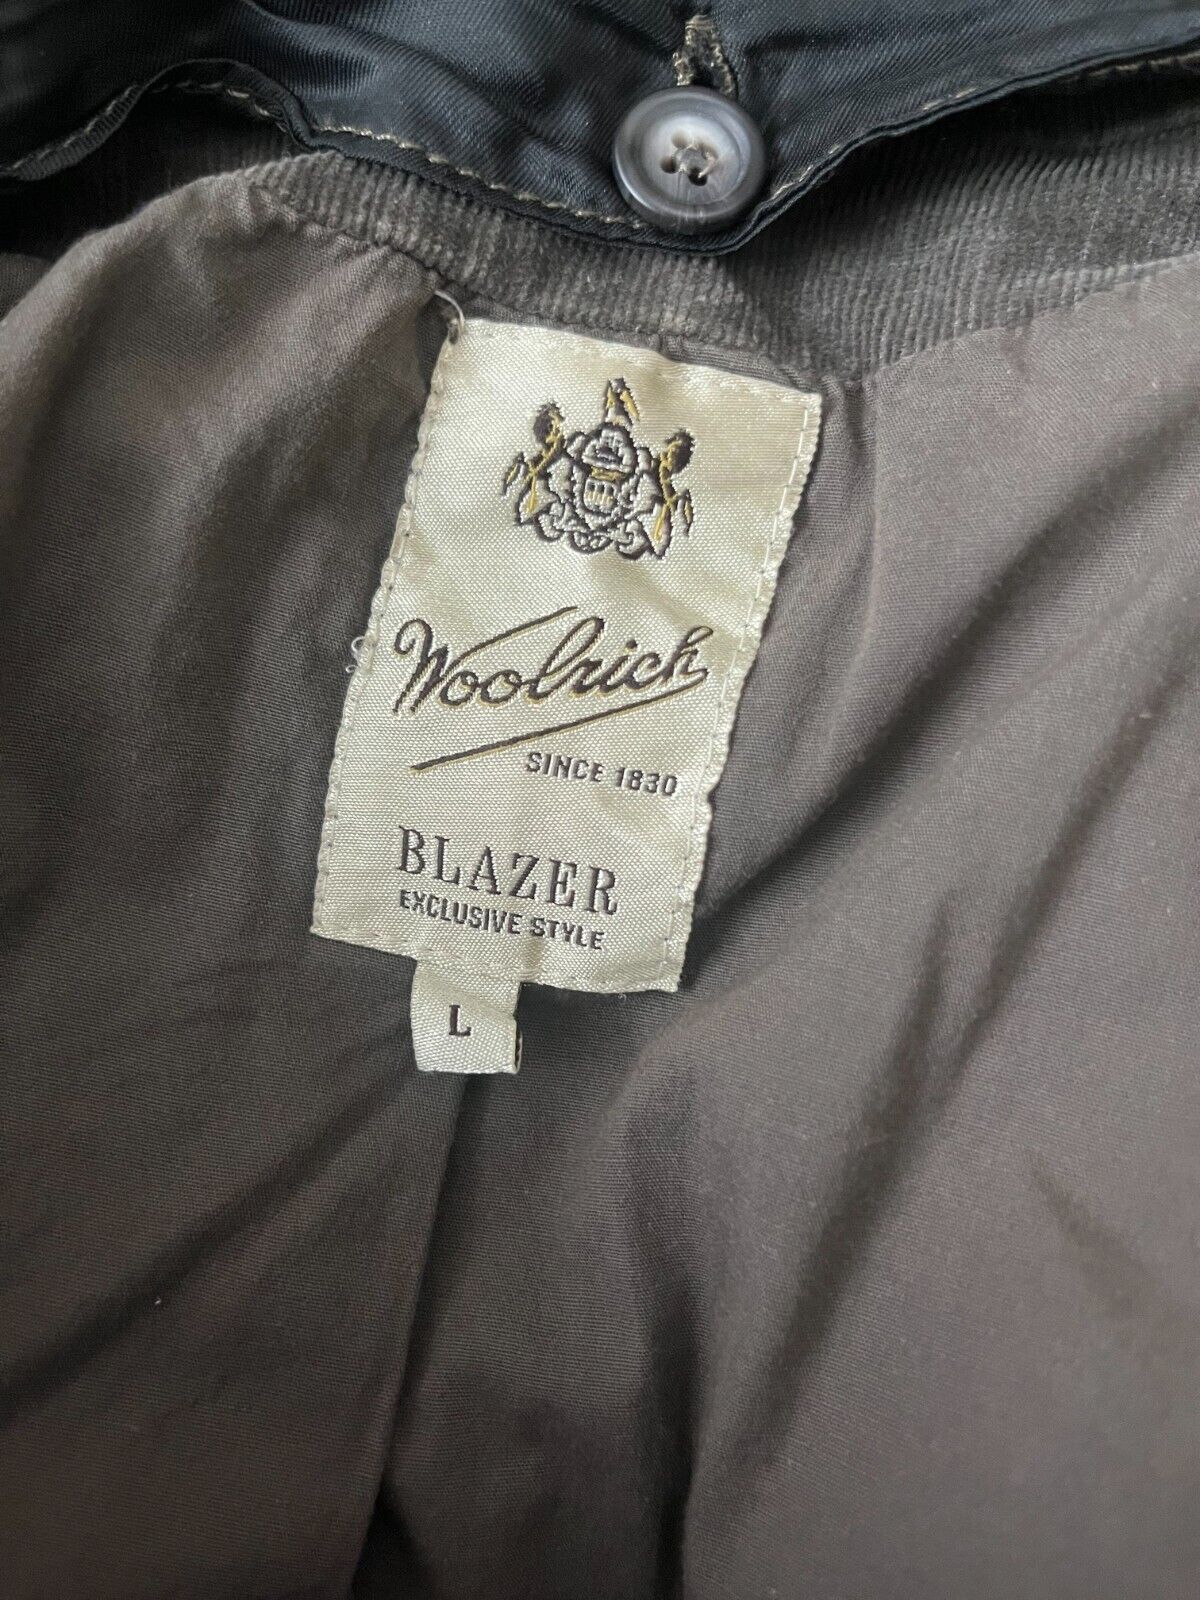 Woolrich
SINCE 1830
BLAZER
EXCLUSIVE STYLE
L